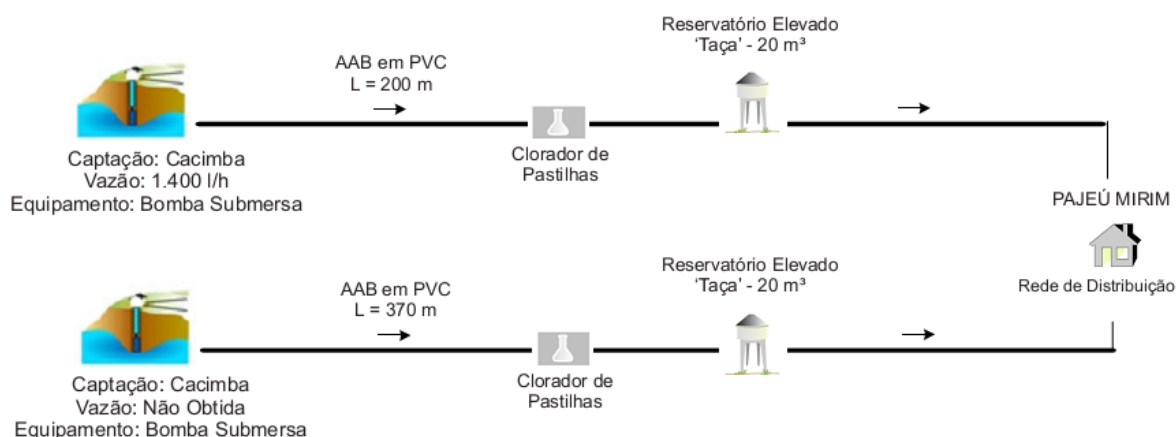 Reservatório Elevado
'Taça' - 20 m³
AAB em PVC
L = 200 m
Clorador de
Pastilhas
Captação: Cacimba
Vazão: 1.400 l/h
Equipamento: Bomba Submersa
PAJEÚ MIRIM
Rede de Distribuição
Reservatório Elevado
'Taça' - 20 m³
AAB em PVC
L = 370 m
Clorador de
Pastilhas
Captação: Cacimba
Vazão: Não Obtida
Equipamento: Bomba Submersa